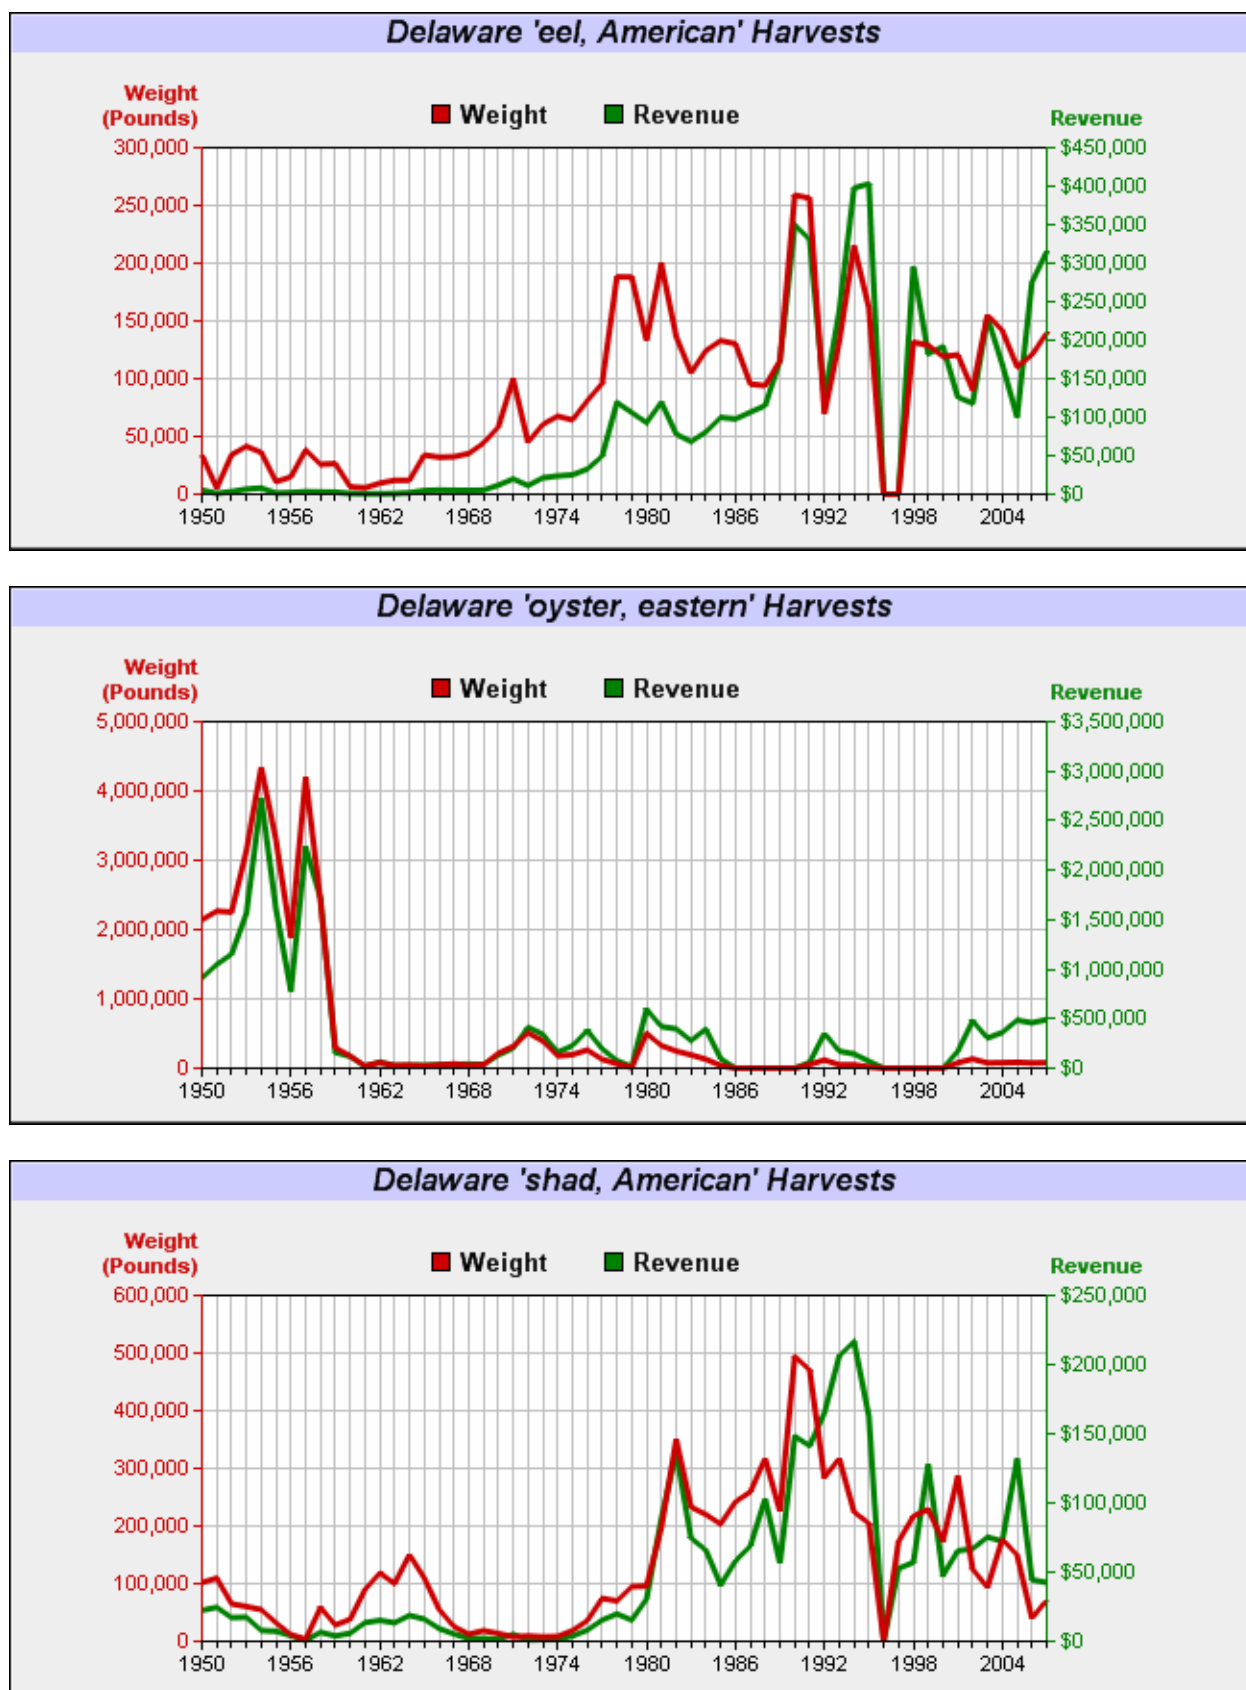 Delaware 'eel, American' Harvests
Weight
(Pounds)
Weight Revenue
Revenue
300,000 $450,000
$400,000
250,000
$350,000
200,000 $300,000
$250,000
150,000
$200,000
100,000 $150,000
$100,000
50,000
$50,000
0 $0
1950 1956 1962 1968 1974 1980 1986 1992 1998 2004
Delaware 'oyster, eastern' Harvests
Weight
(Pounds)
Weight Revenue
Revenue
5,000,000 $3,500,000
$3,000,000
4,000,000
$2,500,000
3,000,000
$2,000,000
2,000,000
$1,500,000
1,000,000
$1,000,000
$500,000
0 $0
1950 1956 1962 1968 1974 1980 1986 1992 1998 2004
Delaware 'shad, American' Harvests
Weight
(Pounds)
Weight Revenue
Revenue
600,000 $250,000
500,000
$200,000
400,000
$150,000
300,000
200,000
$100,000
100,000
$50,000
0 $0
1950 1956 1962 1968 1974 1980 1986 1992 1998 2004